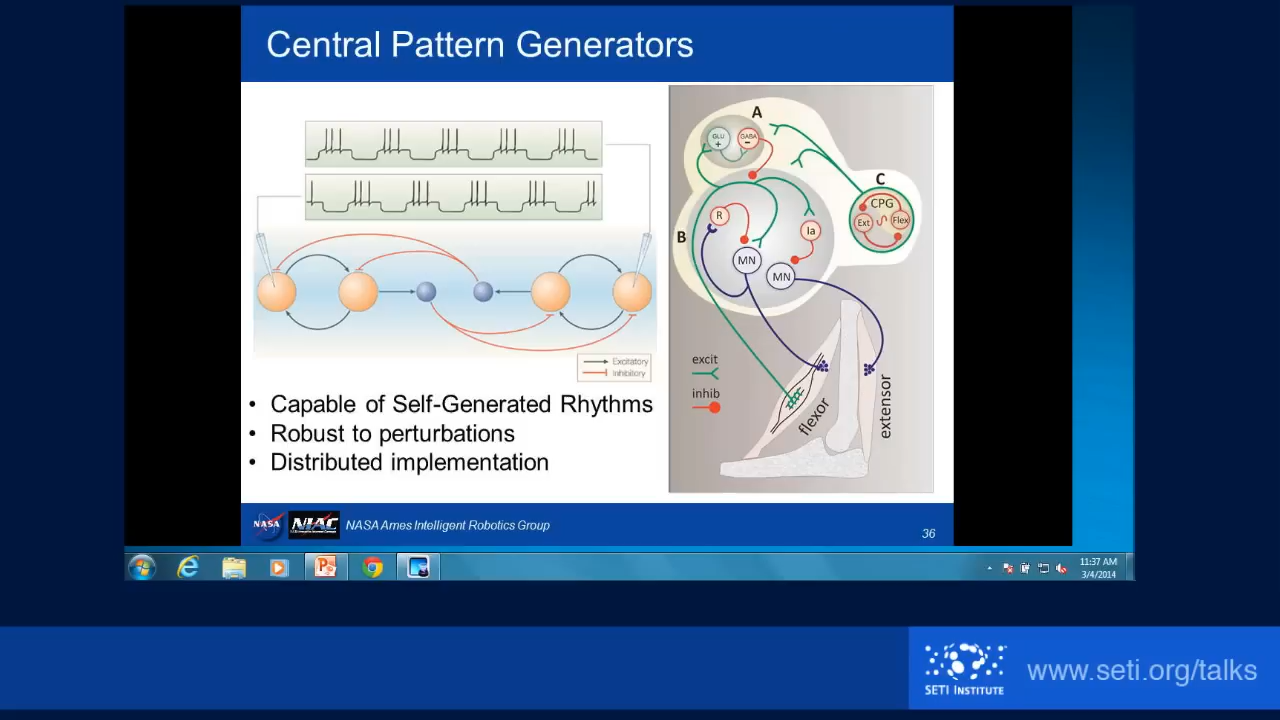 Central Pattern Generators
Excitatory
Inhibitory
• Capable of Self-Generated Rhythms
• Robust to perturbations
• Distributed implementation
A
GLU
+
GABA
−
C
CPG
Ext
Flex
B
R
Ia
MN
MN
excit
inhib
flexor
extensor
NASA
NIAC
NASA Ames Intelligent Robotics Group
36
11:37 AM
3/4/2014
SETI INSTITUTE
www.seti.org/talks